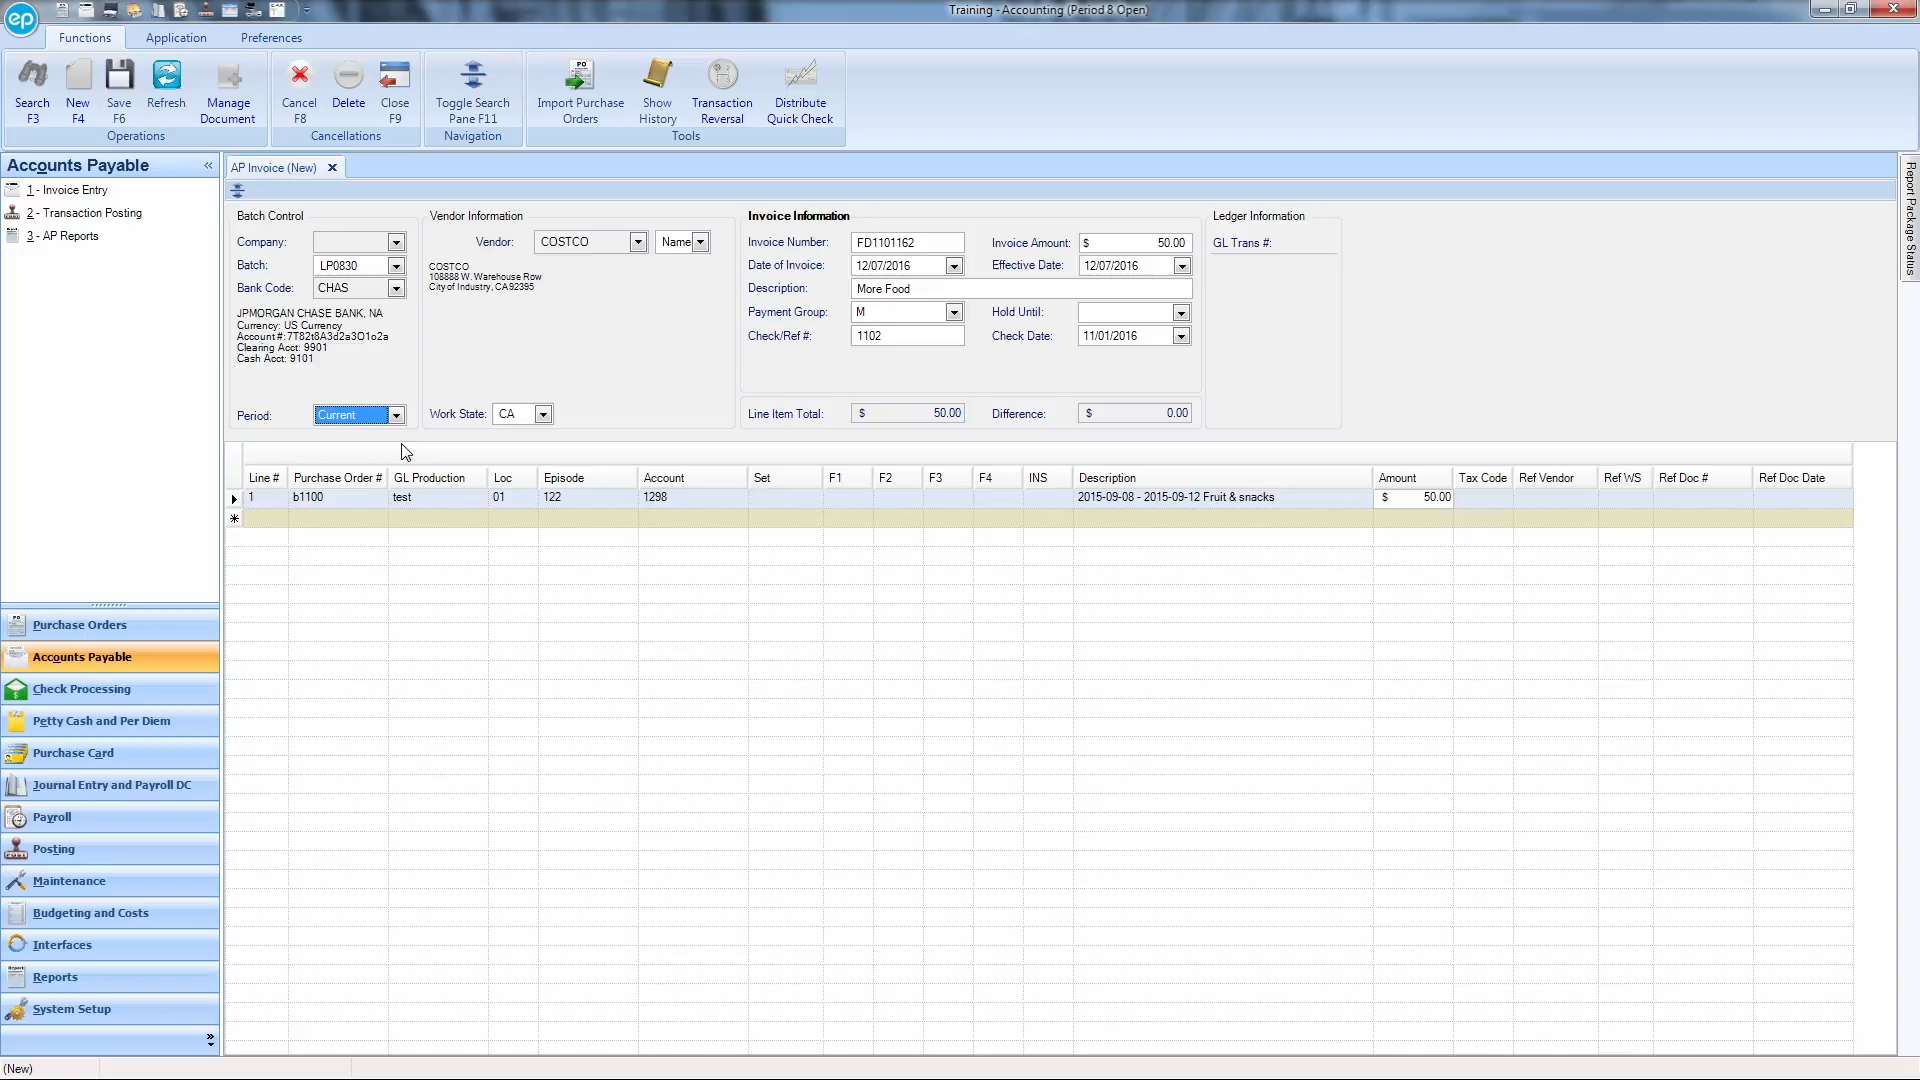 ep
Training - Accounting (Period 8 Open)
Functions Application Preferences
Search F3
New F4
Save F6
Refresh
Manage Document
Operations
Cancel F8
Delete
Close F9
Cancellations
Toggle Search Pane F11
Navigation
Import Purchase Orders
Show History
Transaction Reversal
Distribute Quick Check
Tools
Accounts Payable «
1 - Invoice Entry
2 - Transaction Posting
3 - AP Reports
Purchase Orders
Accounts Payable
Check Processing
Petty Cash and Per Diem
Purchase Card
Journal Entry and Payroll DC
Payroll
Posting
Maintenance
Budgeting and Costs
Interfaces
Reports
System Setup
(New)
AP Invoice (New)
Batch Control
Company:
Batch: LP0830
Bank Code: CHAS
JPMORGAN CHASE BANK, NA
Currency: US Currency
Account #: 7T82t8A3d2a3O1o2a
Clearing Acct: 9901
Cash Acct: 9101
Period: Current
Vendor Information
Vendor: COSTCO Name
COSTCO
108888 W. Warehouse Row
City of Industry, CA92395
Work State: CA
Invoice Information
Invoice Number: FD1101162 Invoice Amount: $ 50.00
Date of Invoice: 12/07/2016 Effective Date: 12/07/2016
Description: More Food
Payment Group: M Hold Until:
Check/Ref #: 1102 Check Date: 11/01/2016
Line Item Total: $ 50.00 Difference: $ 0.00
Ledger Information
GL Trans #:
Report Package Status
Line # Purchase Order # GL Production Loc Episode Account Set F1 F2 F3 F4 INS Description Amount Tax Code Ref Vendor Ref WS Ref Doc # Ref Doc Date
1 b1100 test 01 122 1298 2015-09-08 - 2015-09-12 Fruit & snacks $ 50.00